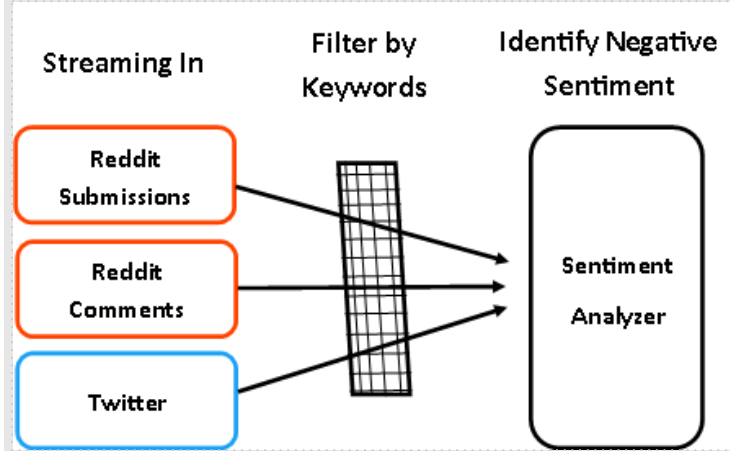 Streaming In
Filter by
Keywords
Identify Negative
Sentiment
Reddit
Submissions
Reddit
Comments
Twitter
Sentiment
Analyzer